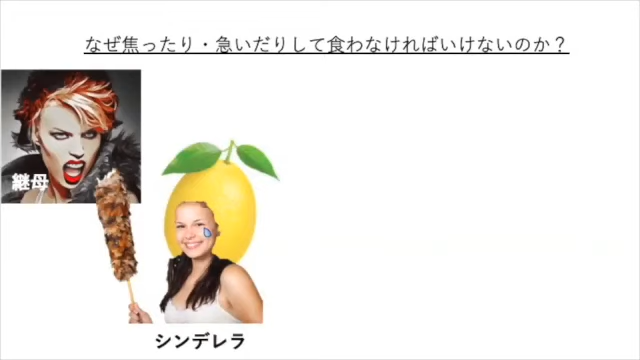 なぜ焦ったり・急いだりして食わなければいけないのか？
継母
シンデレラ